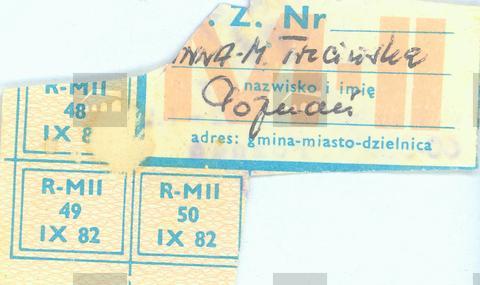 . Z. Nr
nazwisko i imię
Poznań
adres: gmina-miasto-dzielnica
R-MII
48
IX 8
R-MII
49
IX 82
R-MII
50
IX 82